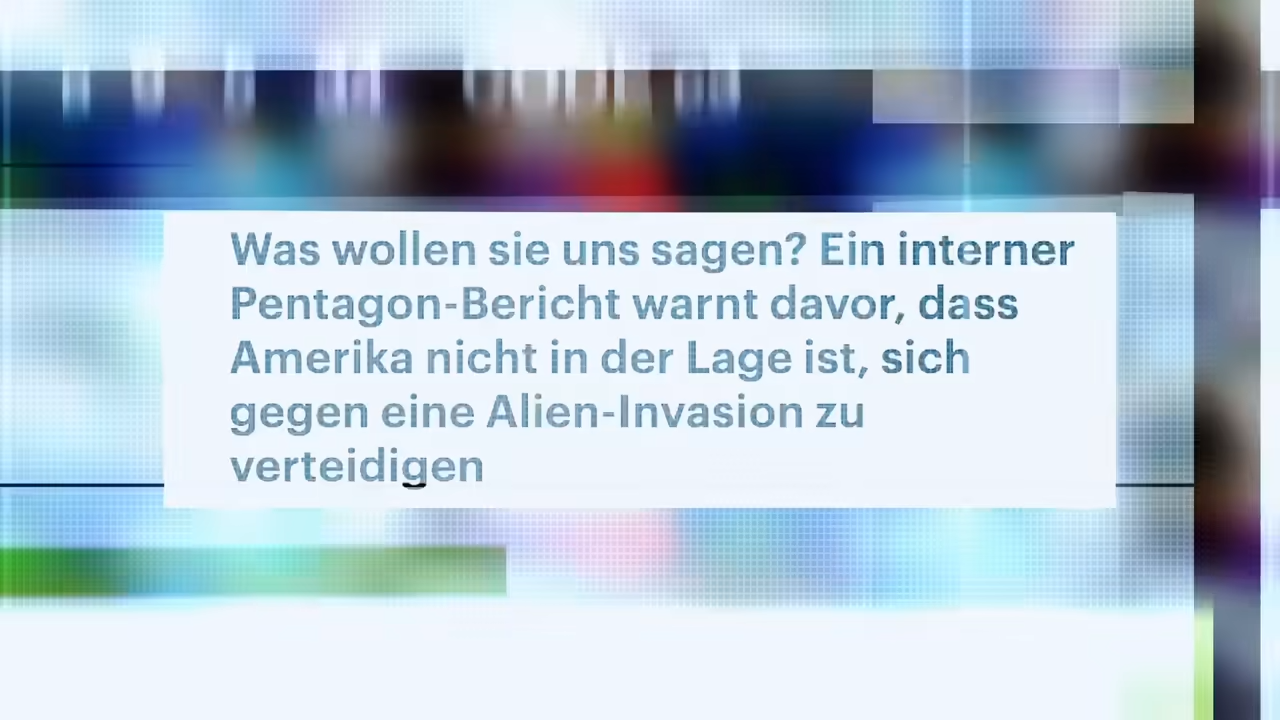 Was wollen sie uns sagen? Ein interner
Pentagon-Bericht warnt davor, dass
Amerika nicht in der Lage ist, sich
gegen eine Alien-Invasion zu
verteidigen